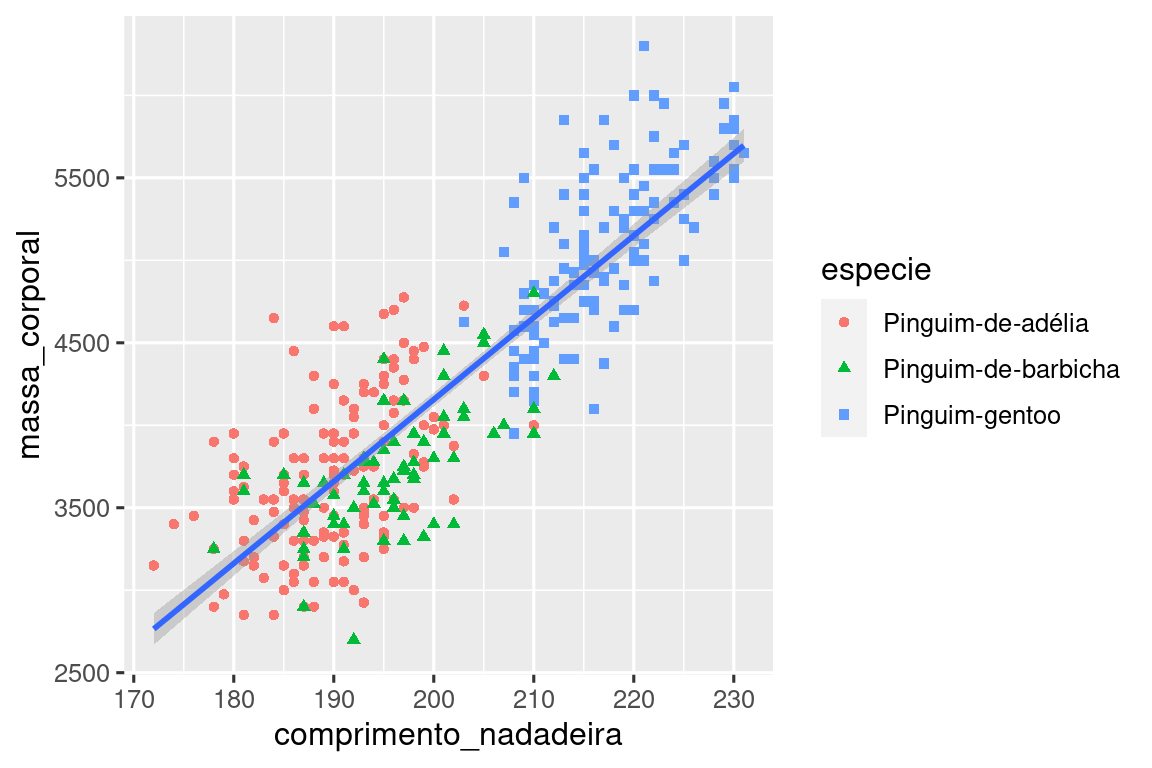 massa_corporal
5500
4500
3500
2500
170 180 190 200 210 220 230
comprimento_nadadeira
especie
Pinguim-de-adélia
Pinguim-de-barbicha
Pinguim-gentoo